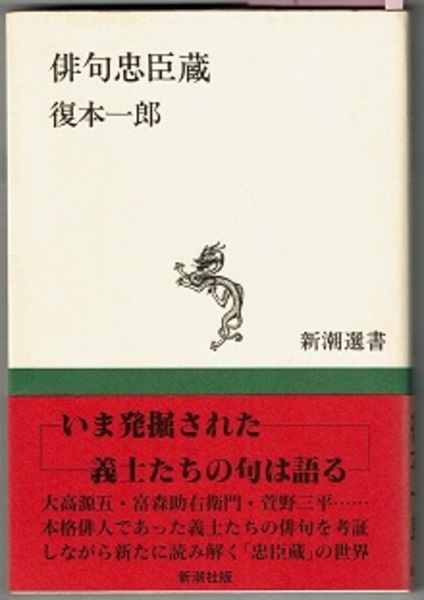 俳句忠臣蔵
復本一郎
新潮選書
いま発掘された
義士たちの句は語る
大高源五・富森助右衛門・萱野三平……
本格俳人であった義士たちの俳句を考証
しながら新たに読み解く「忠臣蔵」の世界
新潮社版